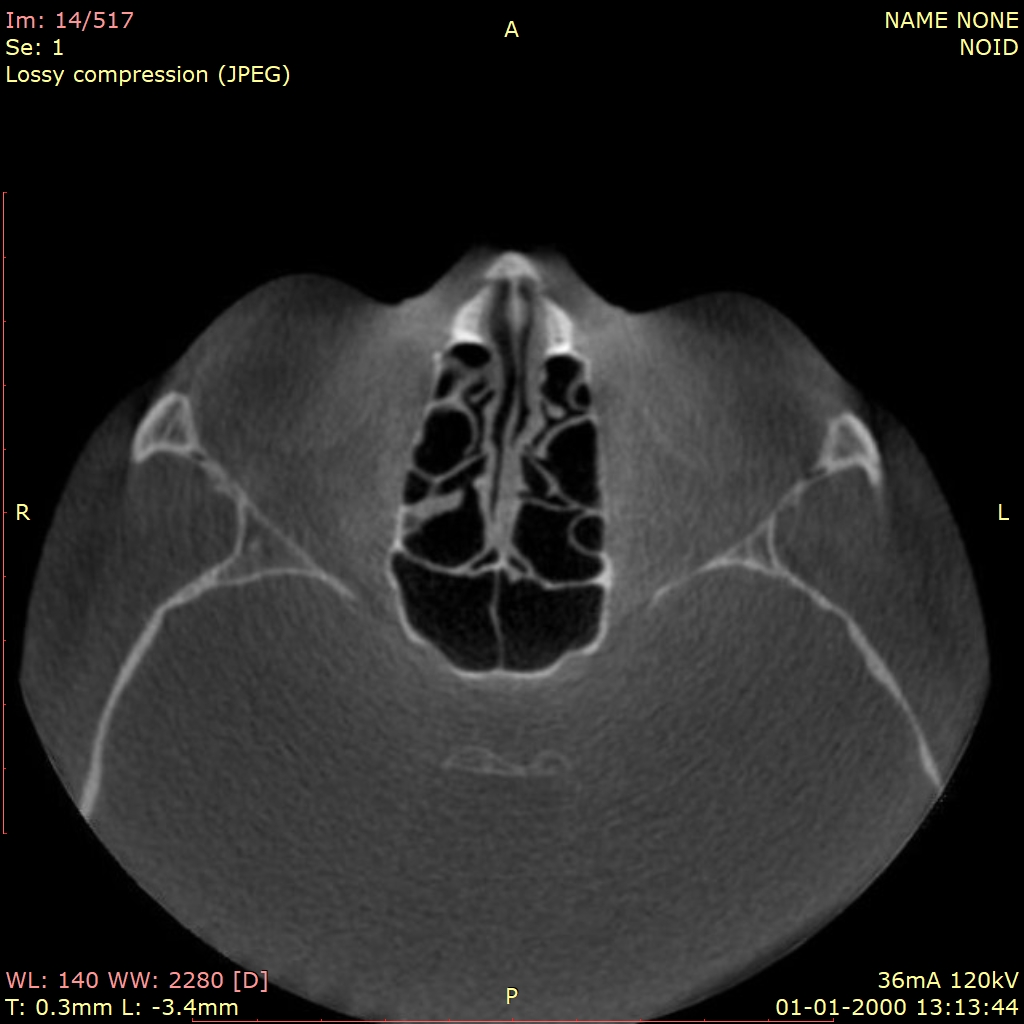 Im: 14/517
Se: 1
Lossy compression (JPEG)
A
NAME NONE
NOID
R
L
WL: 140 WW: 2280 [D]
T: 0.3mm L: -3.4mm
P
36mA 120kV
01-01-2000 13:13:44